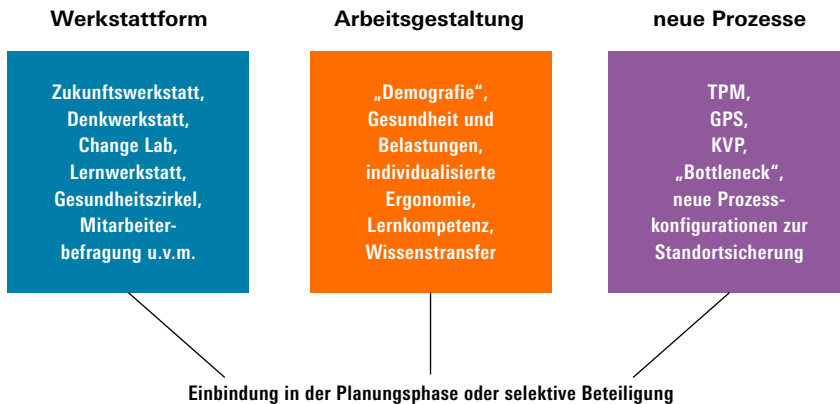 Werkstattform
Zukunftswerkstatt,
Denkwerkstatt,
Change Lab,
Lernwerkstatt,
Gesundheitszirkel,
Mitarbeiter-
befragung u.v.m.
Arbeitsgestaltung
„Demografie“,
Gesundheit und
Belastungen,
individualisierte
Ergonomie,
Lernkompetenz,
Wissenstransfer
neue Prozesse
TPM,
GPS,
KVP,
„Bottleneck“,
neue Prozess-
konfigurationen zur
Standortsicherung
Einbindung in der Planungsphase oder selektive Beteiligung